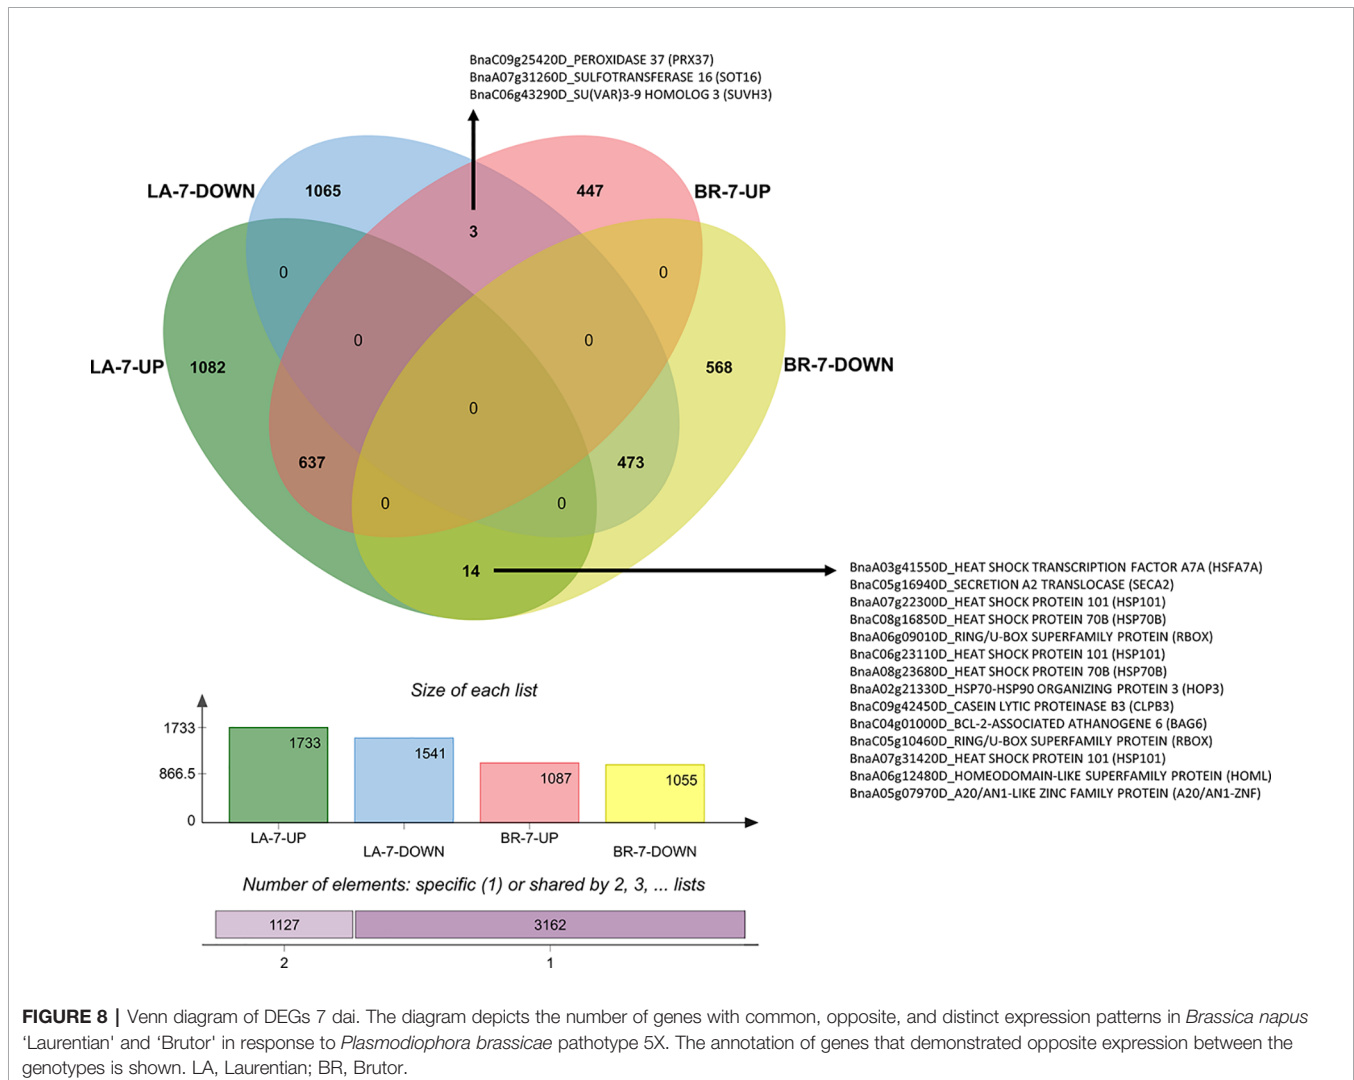 BnaC09g25420D_PEROXIDASE 37 (PRX37)
BnaA07g31260D_SULFOTRANSFERASE 16 (SOT16)
BnaC06g43290D_SU(VAR)3-9 HOMOLOG 3 (SUVH3)
LA-7-DOWN
1065
447
BR-7-UP
3
0
0
0
0
LA-7-UP
1082
568
BR-7-DOWN
0
637
473
0
0
14
BnaA03g41550D_HEAT SHOCK TRANSCRIPTION FACTOR A7A (HSFA7A)
BnaC05g16940D_SECRETION A2 TRANSLOCASE (SECA2)
BnaA07g22300D_HEAT SHOCK PROTEIN 101 (HSP101)
BnaC08g16850D_HEAT SHOCK PROTEIN 70B (HSP70B)
BnaA06g09010D_RING/U-BOX SUPERFAMILY PROTEIN (RBOX)
BnaC06g23110D_HEAT SHOCK PROTEIN 101 (HSP101)
BnaA08g23680D_HEAT SHOCK PROTEIN 70B (HSP70B)
BnaA02g21330D_HSP70-HSP90 ORGANIZING PROTEIN 3 (HOP3)
BnaC09g42450D_CASEIN LYTIC PROTEINASE B3 (CLPB3)
BnaC04g01000D_BCL-2-ASSOCIATED ATHANOGENE 6 (BAG6)
BnaC05g10460D_RING/U-BOX SUPERFAMILY PROTEIN (RBOX)
BnaA07g31420D_HEAT SHOCK PROTEIN 101 (HSP101)
BnaA06g12480D_HOMEODOMAIN-LIKE SUPERFAMILY PROTEIN (HOML)
BnaA05g07970D_A20/AN1-LIKE ZINC FAMILY PROTEIN (A20/AN1-ZNF)
Size of each list
1733
866.5
0
1733
1541
1087
1055
LA-7-UP
LA-7-DOWN
BR-7-UP
BR-7-DOWN
Number of elements: specific (1) or shared by 2, 3, ... lists
1127
3162
2
1
FIGURE 8 | Venn diagram of DEGs 7 dai. The diagram depicts the number of genes with common, opposite, and distinct expression patterns in Brassica napus
‘Laurentian' and ‘Brutor' in response to Plasmodiophora brassicae pathotype 5X. The annotation of genes that demonstrated opposite expression between the
genotypes is shown. LA, Laurentian; BR, Brutor.